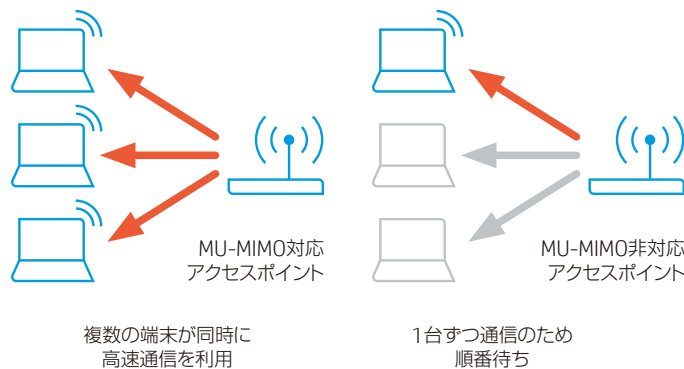 MU-MIMO対応
アクセスポイント
複数の端末が同時に
高速通信を利用
MU-MIMO非対応
アクセスポイント
1台ずつ通信のため
順番待ち